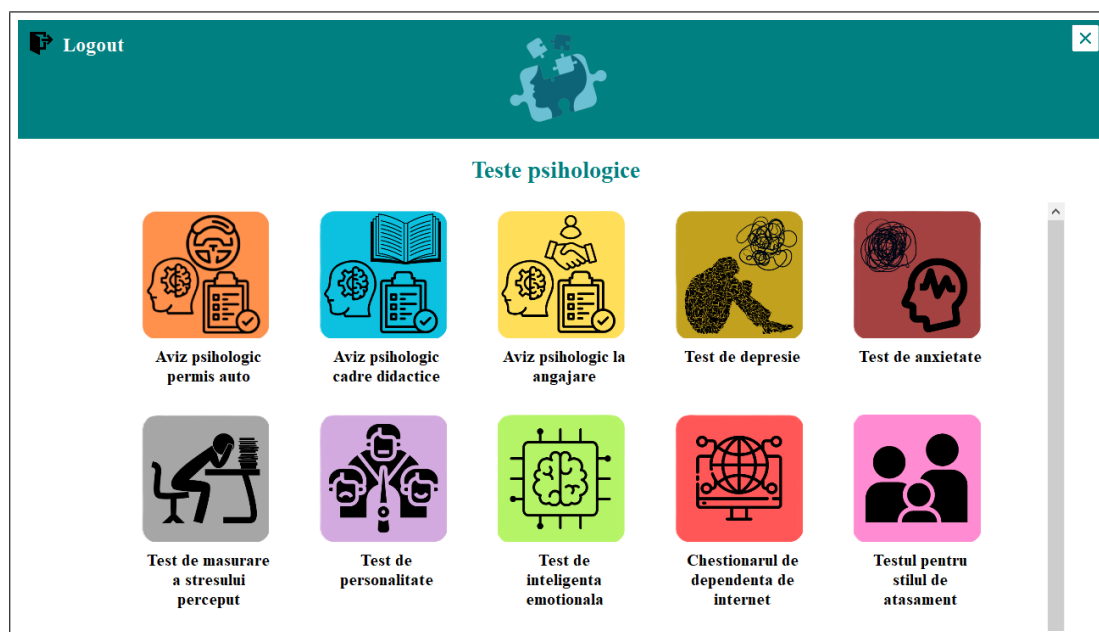 Logout
Teste psihologice
Aviz psihologic
permis auto
Aviz psihologic
cadre didactice
Aviz psihologic la
angajare
Test de depresie
Test de anxietate
Test de masurare
a stresului
perceput
Test de
personalitate
Test de
inteligenta
emotionala
Chestionarul de
dependenta de
internet
Testul pentru
stilul de
atasament